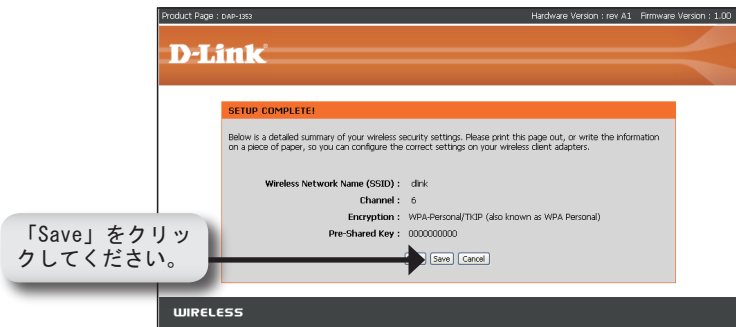 Product Page : DAP-1353 Hardware Version : rev A1 Firmware Version : 1.00
D-Link
SETUP COMPLETE!
Below is a detailed summary of your wireless security settings. Please print this page out, or write the information
on a piece of paper, so you can configure the correct settings on your wireless client adapters.
Wireless Network Name (SSID) : dlink
Channel : 6
Encryption : WPA-Personal/TKIP (also known as WPA Personal)
Pre-Shared Key : 0000000000
「Save」をクリッ
クしてください。
Save Cancel
WIRELESS